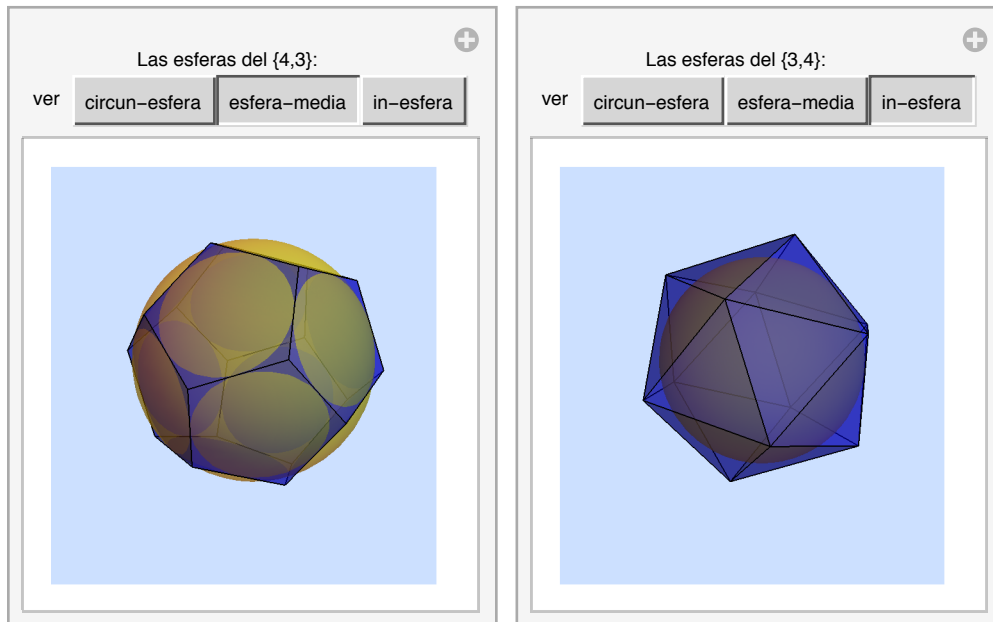 Las esferas del {4,3}:
ver circun-esfera esfera-media in-esfera
Las esferas del {3,4}:
ver circun-esfera esfera-media in-esfera